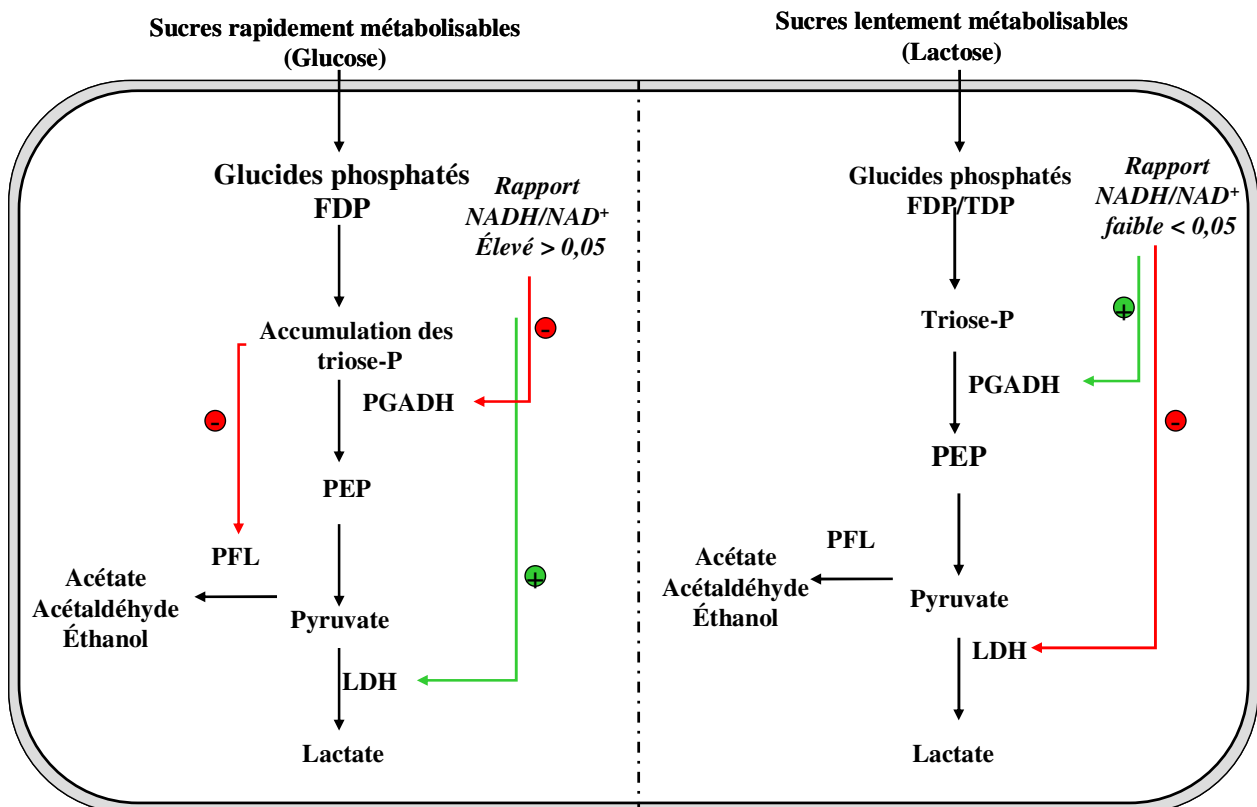 Sucres rapidement métabolisables
(Glucose)
Glucides phosphatés
FDP
Rapport
NADH/NAD⁺
Élevé > 0,05
-
Accumulation des
triose-P
PGADH
-
PEP
PFL
+
Acétate
Acétaldéhyde
Éthanol
Pyruvate
LDH
Lactate
Sucres lentement métabolisables
(Lactose)
Glucides phosphatés
FDP/TDP
Rapport
NADH/NAD⁺
faible < 0,05
+
Triose-P
PGADH
-
PEP
PFL
Acétate
Acétaldéhyde
Éthanol
Pyruvate
LDH
Lactate